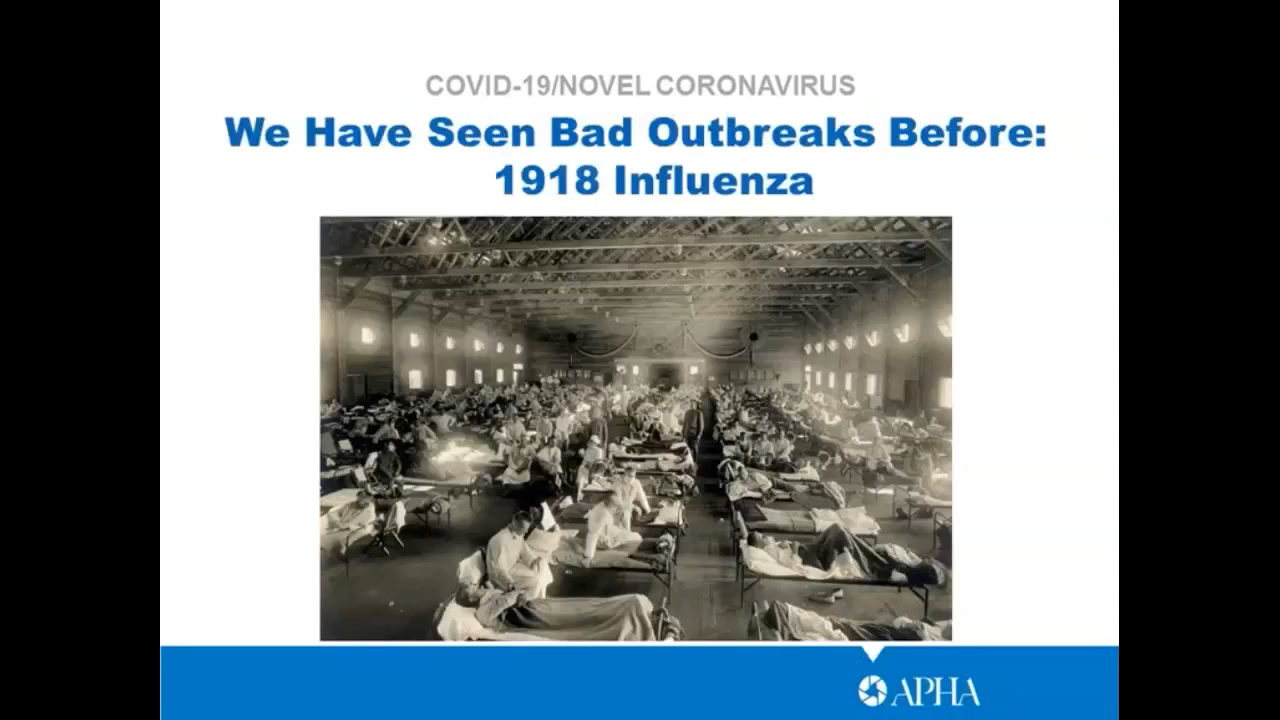 COVID-19/NOVEL CORONAVIRUS
We Have Seen Bad Outbreaks Before:
1918 Influenza
APHA